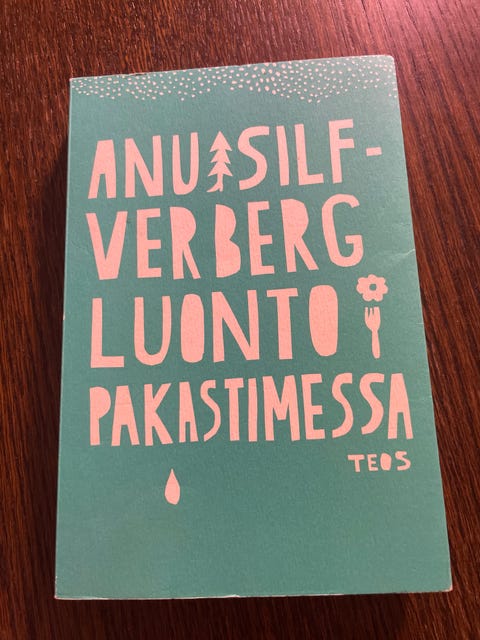 ANU SILF-
VERBERG
LUONTO
PAKASTIMESSA
TEOS